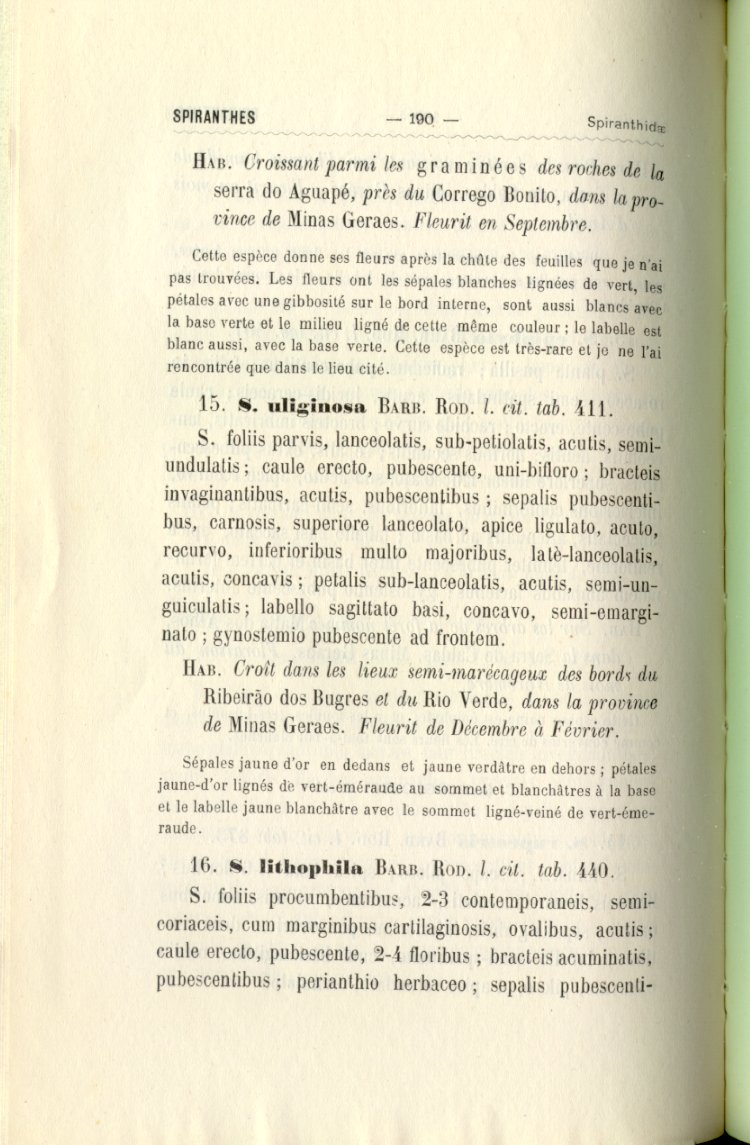 SPIRANTHES — 190 — Spiranthidæ
HAB. Croissant parmi les graminées des roches de la
serra do Aguapé, près du Corrego Bonito, dans la pro-
vince de Minas Geraes. Fleurit en Septembre.
Cette espèce donne ses fleurs après la chûte des feuilles que je n'ai
pas trouvées. Les fleurs ont les sépales blanches lignées de vert, les
pétales avec une gibbosité sur le bord interne, sont aussi blancs avec
la base verte et le milieu ligné de cette même couleur ; le labelle est
blanc aussi, avec la base verte. Cette espèce est très-rare et je ne l'ai
rencontrée que dans le lieu cité.
15. S. uliginosa BARB. ROD. l. cit. tab. 411.
S. foliis parvis, lanceolatis, sub-petiolatis, acutis, semi-
undulatis ; caule erecto, pubescente, uni-bifloro ; bracteis
invaginantibus, acutis, pubescentibus ; sepalis pubescenti-
bus, carnosis, superiore lanceolato, apice ligulato, acuto,
recurvo, inferioribus multo majoribus, latè-lanceolatis,
acutis, concavis ; petalis sub-lanceolatis, acutis, semi-un-
guiculatis ; labello sagittato basi, concavo, semi-emargi-
nato ; gynostemio pubescente ad frontem.
HAB. Croît dans les lieux semi-marécageux des bords du
Ribeirão dos Bugres et du Rio Verde, dans la province
de Minas Geraes. Fleurit de Décembre à Février.
Sépales jaune d'or en dedans et jaune verdâtre en dehors ; pétales
jaune-d'or lignés de vert-éméraude au sommet et blanchâtres à la base
et le labelle jaune blanchâtre avec le sommet ligné-veiné de vert-éme-
raude.
16. S. lithophila BARB. ROD. l. cit. tab. 440.
S. foliis procumbentibus, 2-3 contemporaneis, semi-
coriaceis, cum marginibus cartilaginosis, ovalibus, acutis ;
caule erecto, pubescente, 2-4 floribus ; bracteis acuminatis,
pubescentibus ; perianthio herbaceo ; sepalis pubescenti-